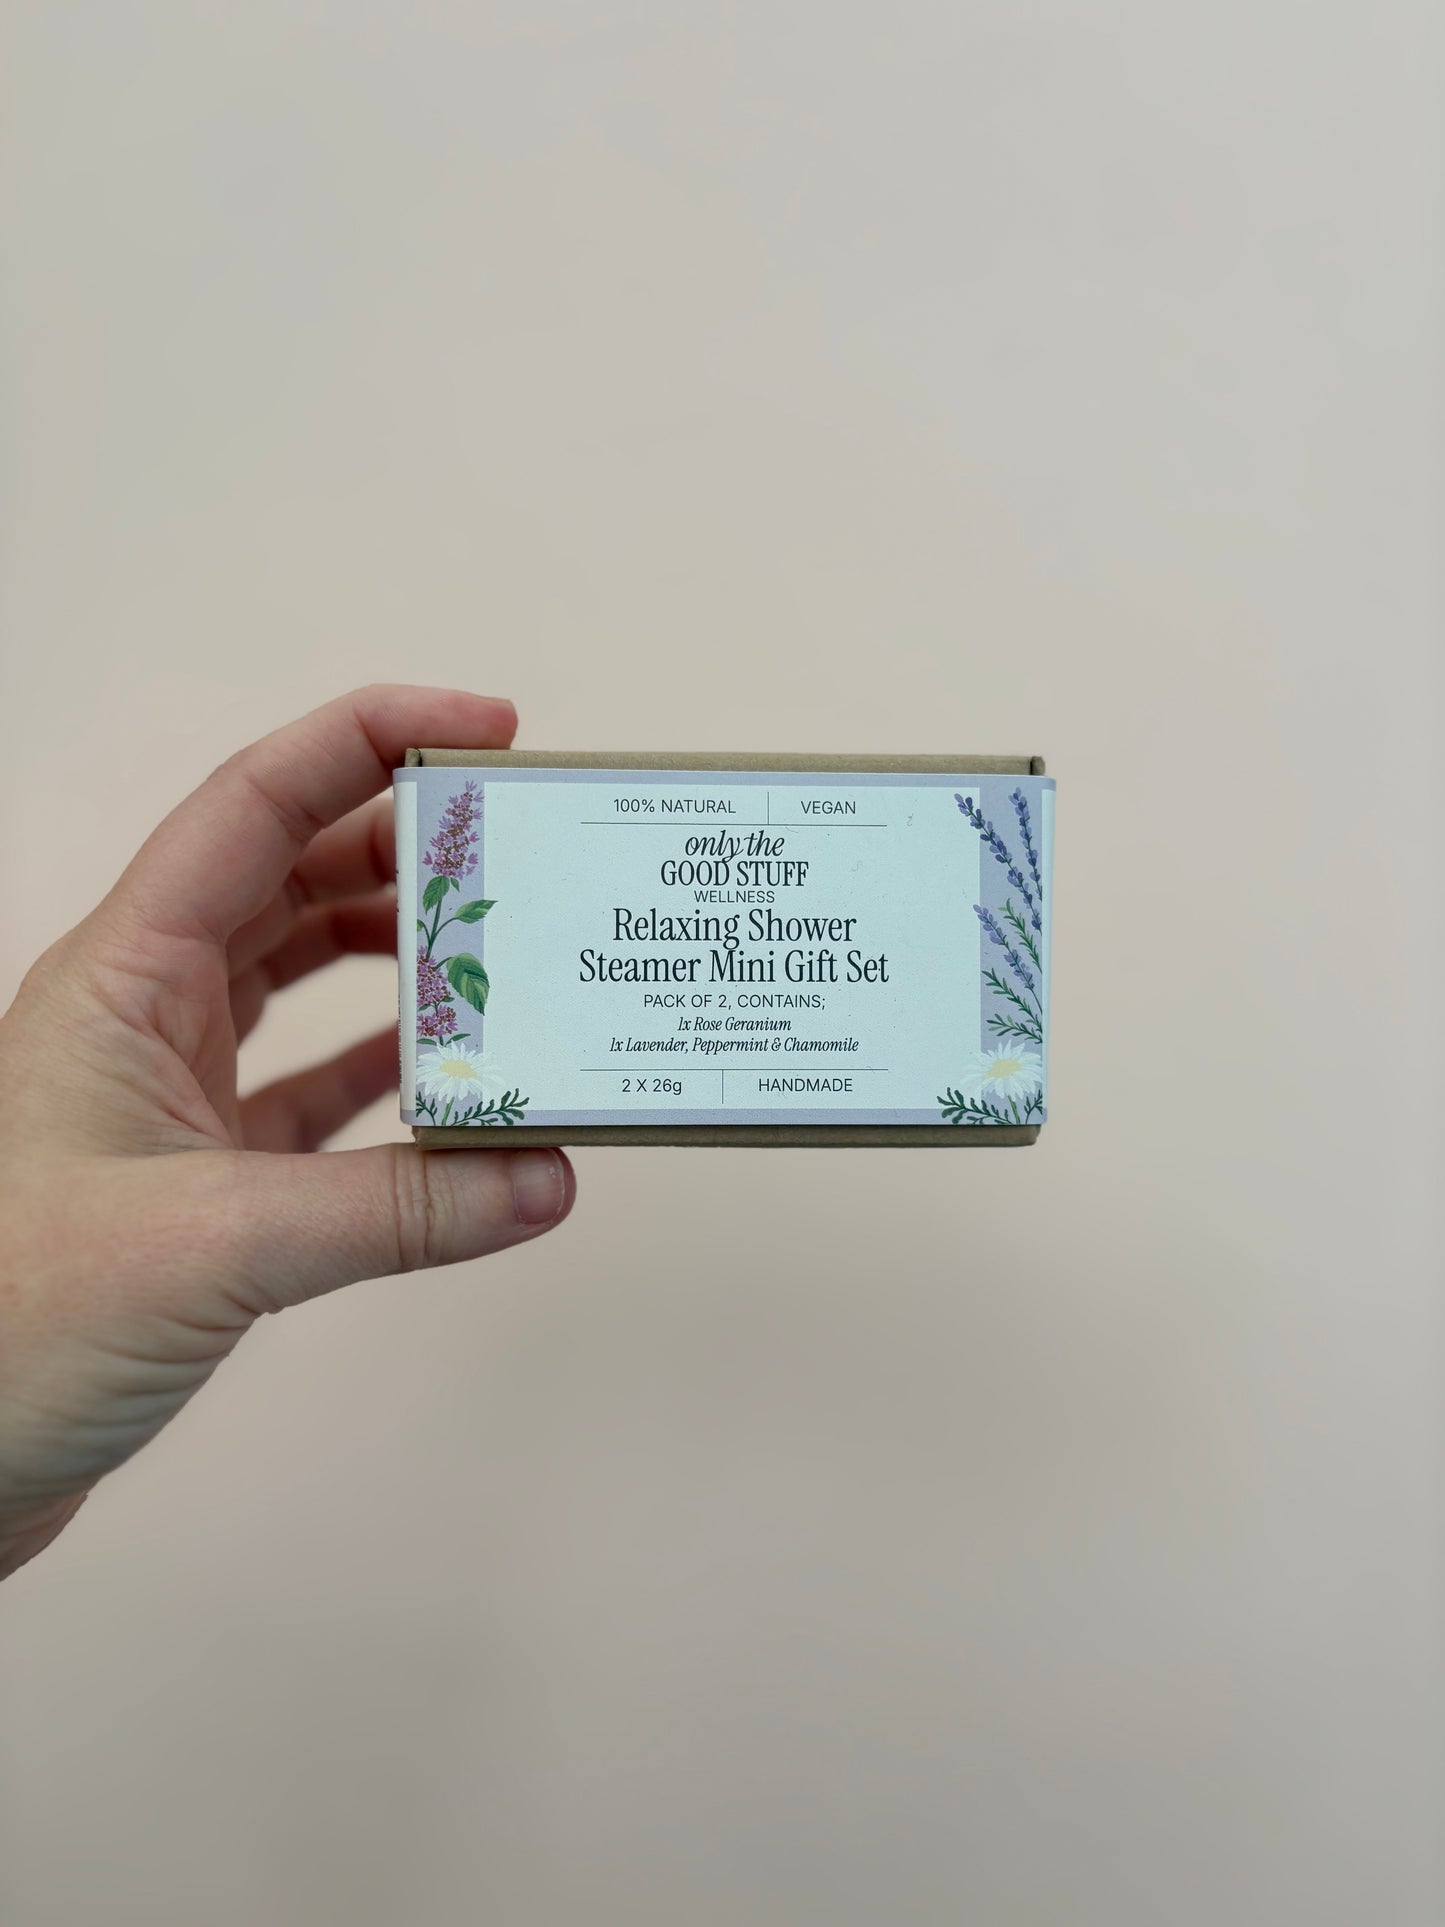 100% NATURAL | VEGAN
only the
GOOD STUFF
WELLNESS
Relaxing Shower
Steamer Mini Gift Set
PACK OF 2, CONTAINS;
1x Rose Geranium
1x Lavender, Peppermint & Chamomile
2 X 26g | HANDMADE